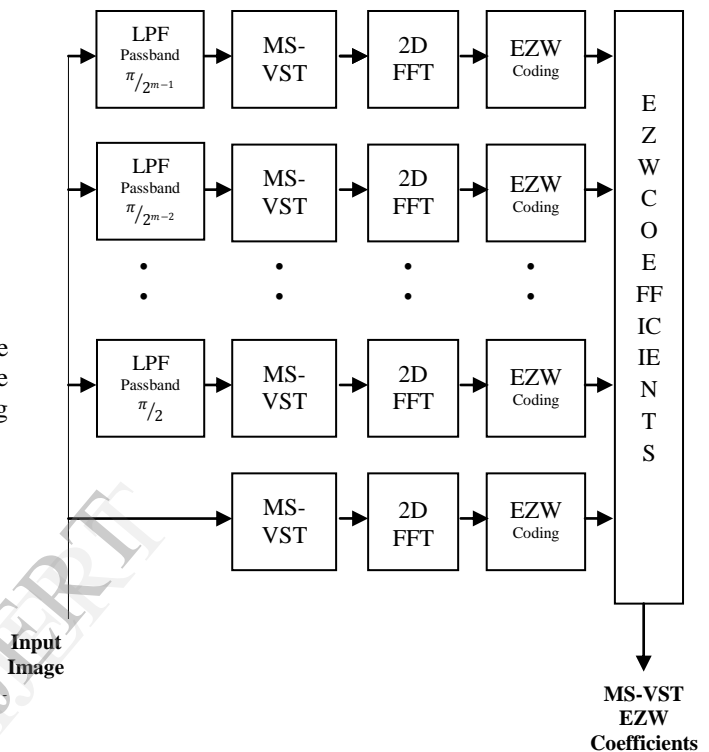 LPF
Passband
π/2^{m−1}
MS-
VST
2D
FFT
EZW
Coding
LPF
Passband
π/2^{m−2}
MS-
VST
2D
FFT
EZW
Coding
• • • •
• • • •
LPF
Passband
π/2
MS-
VST
2D
FFT
EZW
Coding
MS-
VST
2D
FFT
EZW
Coding
E
Z
W
C
O
E
FF
IC
IE
N
T
S
e
e
g
Input
Image
MS-VST
EZW
Coefficients
ERT